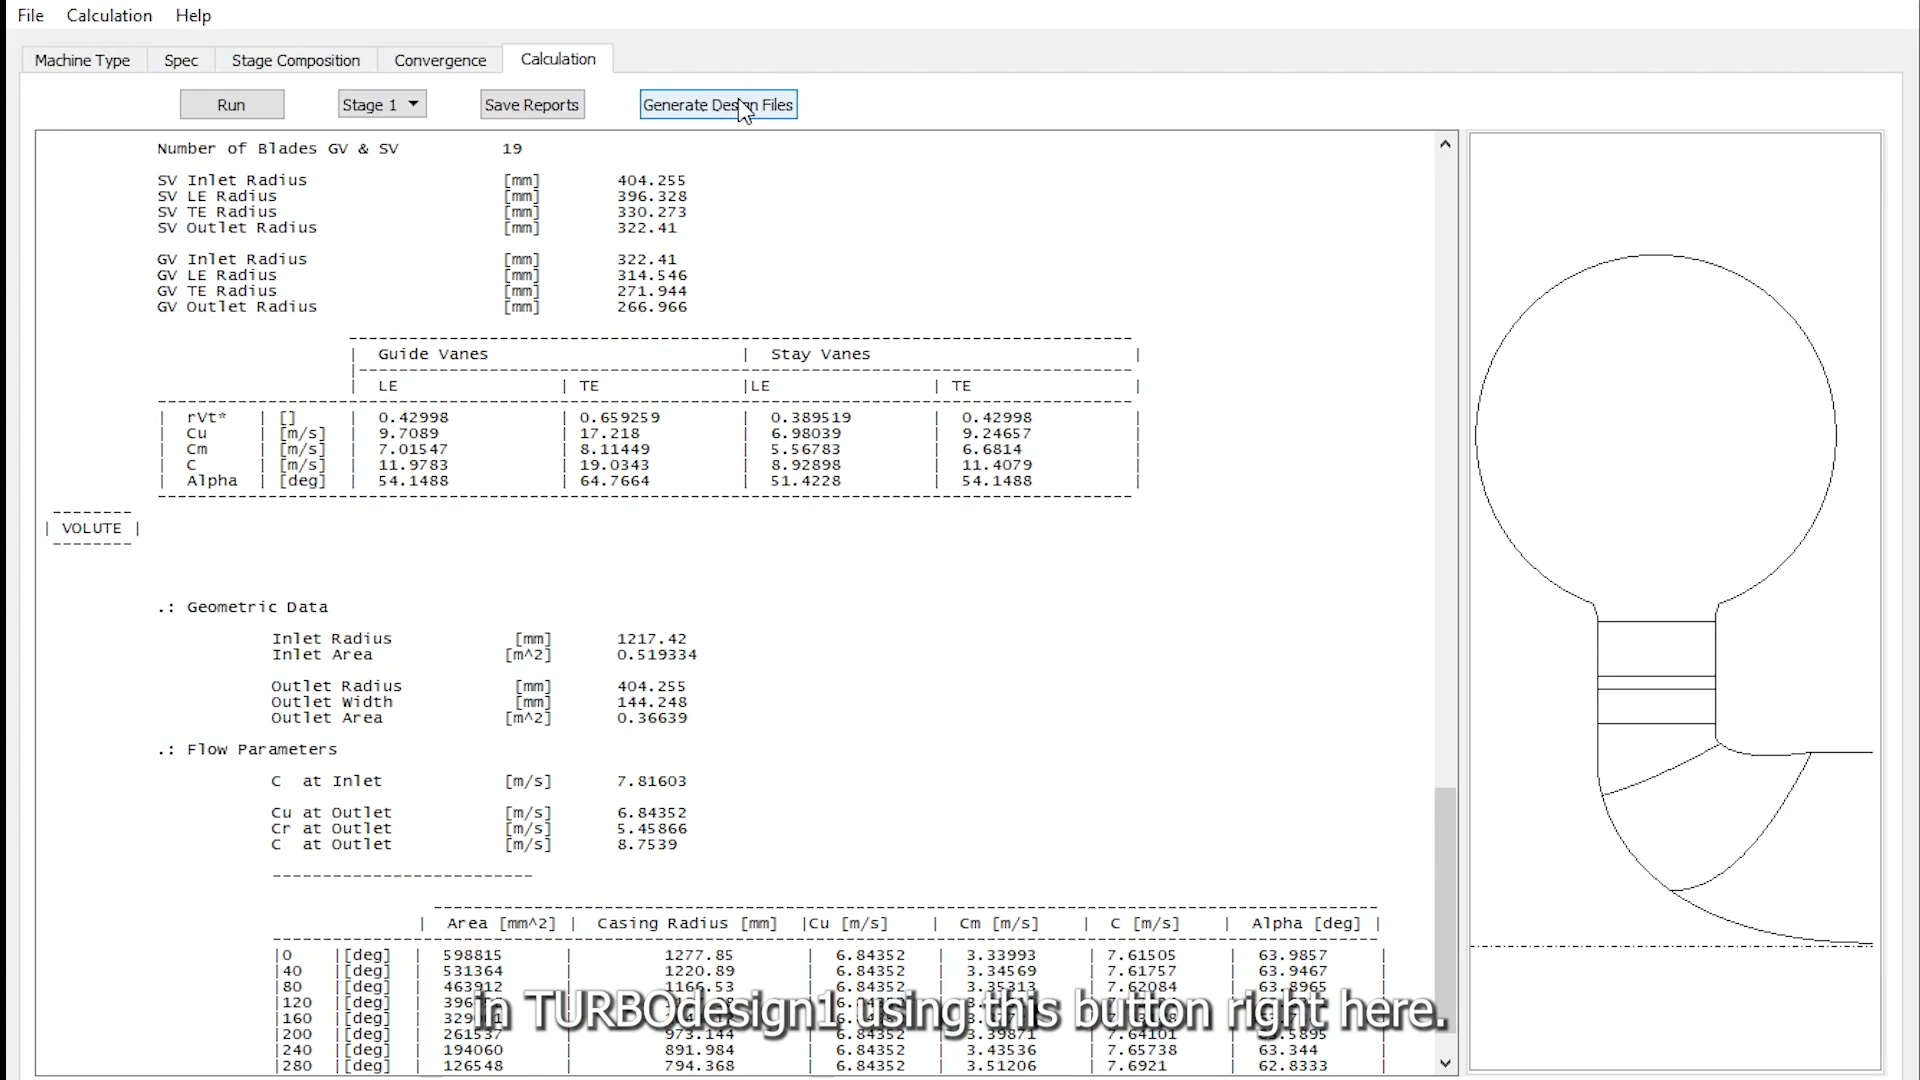 File Calculation Help
Machine Type Spec Stage Composition Convergence Calculation
Run Stage 1 Save Reports Generate Design Files
Number of Blades GV & SV 19
SV Inlet Radius [mm] 404.255
SV LE Radius [mm] 396.328
SV TE Radius [mm] 330.273
SV Outlet Radius [mm] 322.41
GV Inlet Radius [mm] 322.41
GV LE Radius [mm] 314.546
GV TE Radius [mm] 271.944
GV Outlet Radius [mm] 266.966
| Guide Vanes | Stay Vanes |
| LE | TE |LE | TE |
| rVt* | [] | 0.42998 | 0.659259 | 0.389519 | 0.42998 |
| Cu | [m/s] | 9.7089 | 17.218 | 6.98039 | 9.24657 |
| Cm | [m/s] | 7.01547 | 8.11449 | 5.56783 | 6.6814 |
| C | [m/s] | 11.9783 | 19.0343 | 8.92898 | 11.4079 |
| Alpha | [deg] | 54.1488 | 64.7664 | 51.4228 | 54.1488 |
| VOLUTE |
.: Geometric Data
Inlet Radius [mm] 1217.42
Inlet Area [m^2] 0.519334
Outlet Radius [mm] 404.255
Outlet Width [mm] 144.248
Outlet Area [m^2] 0.36639
.: Flow Parameters
C at Inlet [m/s] 7.81603
Cu at Outlet [m/s] 6.84352
Cr at Outlet [m/s] 5.45866
C at Outlet [m/s] 8.7539
| Area [mm^2] | Casing Radius [mm] |Cu [m/s] | Cm [m/s] | C [m/s] | Alpha [deg] |
|0 |[deg] | 598815 | 1277.85 | 6.84352 | 3.33993 | 7.61505 | 63.9857 |
|40 |[deg] | 531364 | 1220.89 | 6.84352 | 3.34569 | 7.61757 | 63.9467 |
|80 |[deg] | 463912 | 1166.53 | 6.84352 | 3.35313 | 7.62084 | 63.8965 |
|120 |[deg]
|160 |[deg]
|200 |[deg] | 261537 | 973.144 | 6.84352 | 3.39871 | 7.64101
|240 |[deg] | 194060 | 891.984 | 6.84352 | 3.43536 | 7.65738 | 63.344 |
|280 |[deg] | 126548 | 794.368 | 6.84352 | 3.51206 | 7.6921 | 62.8333 |
in TURBOdesign1 using this button right here.